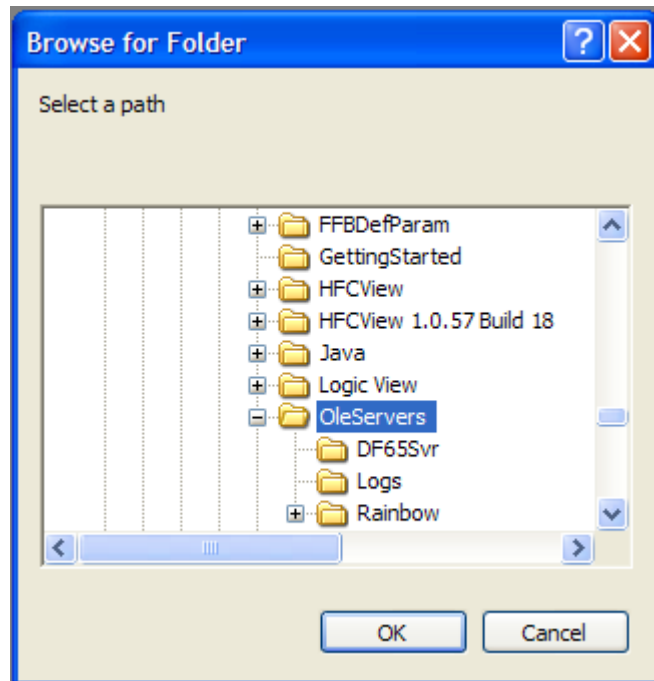 Browse for Folder
Select a path
FFBDefParam
GettingStarted
HFCView
HFCView 1.0.57 Build 18
Java
Logic View
OleServers
DF65Svr
Logs
Rainbow
OK Cancel